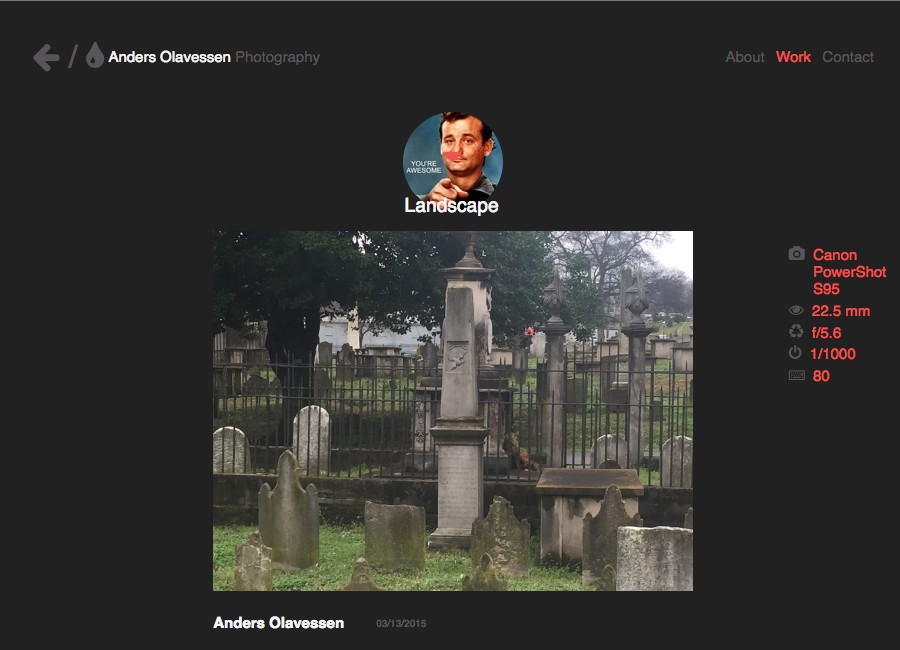 / Anders Olavessen Photography
About Work Contact
YOU'RE
AWESOME
Landscape
Canon
PowerShot
S95
22.5 mm
f/5.6
1/1000
80
Anders Olavessen 03/13/2015